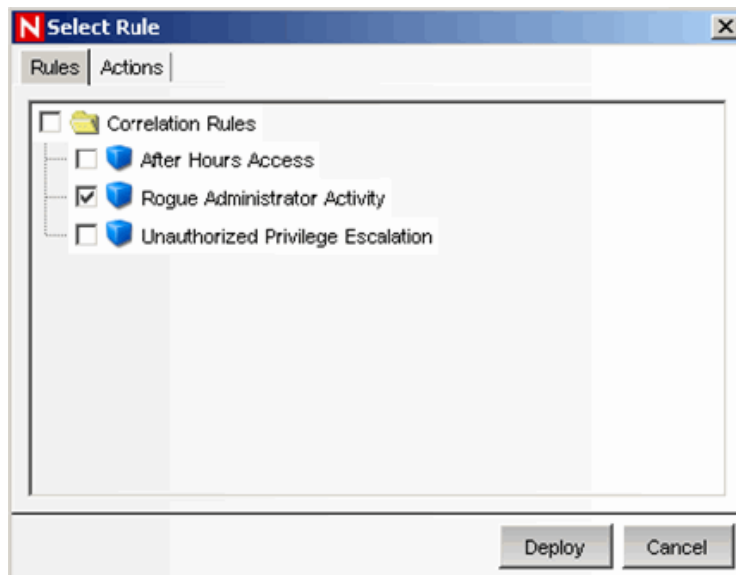 N Select Rule
Rules Actions
Correlation Rules
After Hours Access
Rogue Administrator Activity
Unauthorized Privilege Escalation
Deploy Cancel